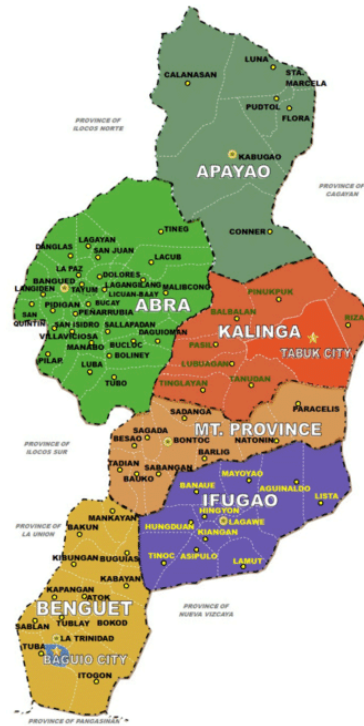 LUNA
STA.
MARCELA
CALANASAN
PUDTOL
FLORA
PROVINCE OF
ILOCOS NORTE
KABUGAO
APAYAO
PROVINCE OF
CAGAYAN
CONNER
TINEG
LAGAYAN
DANGLAS
SAN JUAN
LACUB
LA PAZ
DOLORES
BANGUED
LAGANGILANG
MALIBCONG
LANGIDEN
TAYUM
LICUAN-BAAY
PIDIGAN
BUCAY
ABRA
PEÑARRUBIA
SAN
QUINTIN
SAN ISIDRO
SALLAPADAN
VILLAVICIOSA
BUCLOC
DAGUIOMAN
MANABO
PILAR
BOLINEY
LUBA
TUBO
PINUKPUK
BALBALAN
RIZA
KALINGA
PASIL
TABUK CITY
LUBUAGAN
TINGLAYAN
TANUDAN
PARACELIS
SADANGA
MT. PROVINCE
SAGADA
BESAO
BONTOC
NATONIN
BARLIG
TADIAN
SABANGAN
BAUKO
PROVINCE OF
ILOCOS SUR
MAYOYAO
BANAUE
AGUINALDO
IFUGAO
LISTA
HINGYON
HUNGDUAN
LAGAWE
KIANGAN
TINOC
ASIPULO
LAMUT
PROVINCE OF
LA UNION
MANKAYAN
BAKUN
KIBUNGAN
BUGUIAS
KABAYAN
KAPANGAN
ATOK
BENGUET
PROVINCE OF
NUEVA VIZCAYA
SABLAN
TUBLAY
BOKOD
LA TRINIDAD
TUBA
BAGUIO CITY
ITOGON
PROVINCE OF PANGASINAN